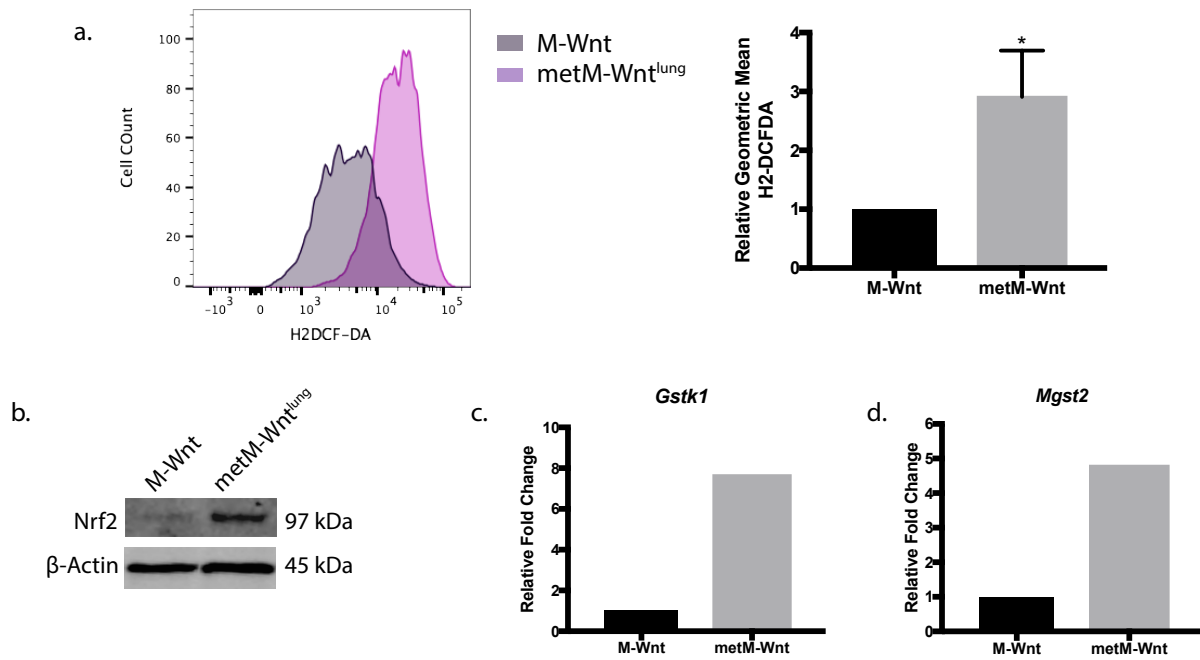 a.
Cell COunt
100
80
60
40
20
0
-10³
0
10³
10⁴
10⁵
H2DCF-DA
M-Wnt
metM-Wntˡᵘⁿᵍ
Relative Geometric Mean
H2-DCFDA
4
3
2
1
0
*
M-Wnt
metM-Wnt
b.
M-Wnt
metM-Wntˡᵘⁿᵍ
Nrf2
97 kDa
β-Actin
45 kDa
c.
Gstk1
Relative Fold Change
10
8
6
4
2
0
M-Wnt
metM-Wnt
d.
Mgst2
Relative Fold Change
6
5
4
3
2
1
0
M-Wnt
metM-Wnt